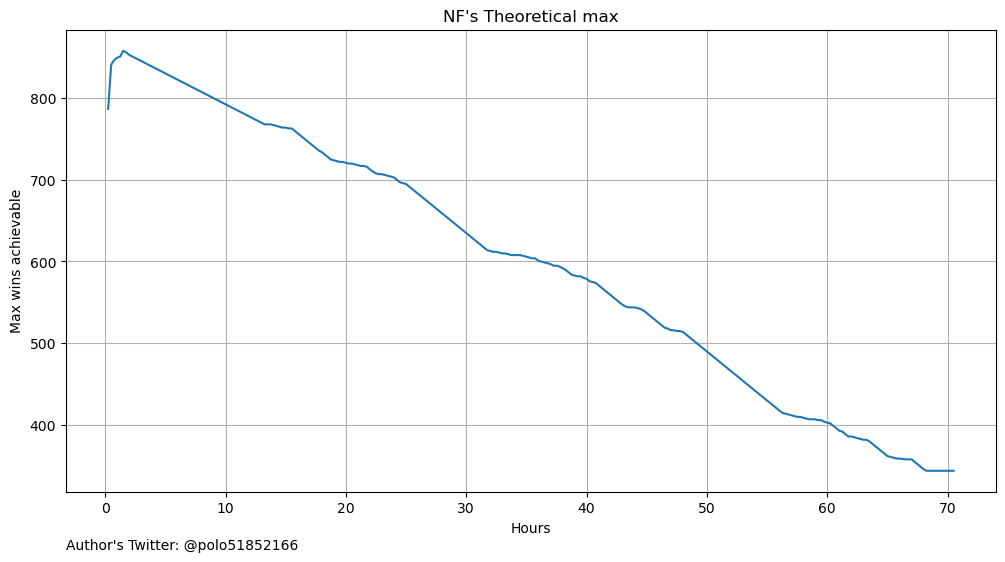 NF's Theoretical max
Max wins achievable
800
700
600
500
400
0 10 20 30 40 50 60 70
Hours
Author's Twitter: @polo51852166